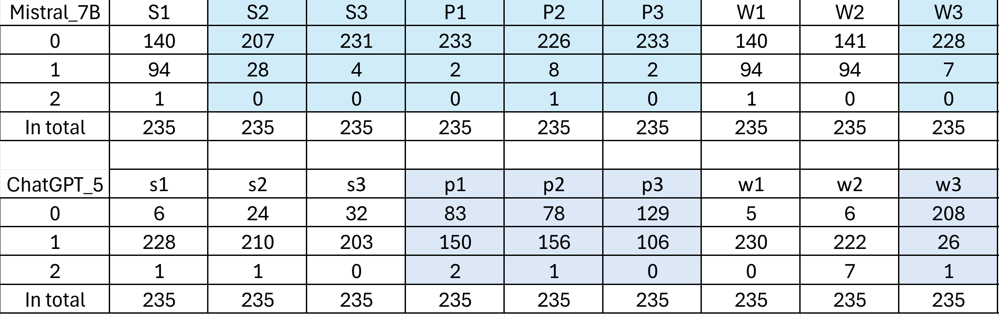 Mistral_7B S1 S2 S3 P1 P2 P3 W1 W2 W3
0 140 207 231 233 226 233 140 141 228
1 94 28 4 2 8 2 94 94 7
2 1 0 0 0 1 0 1 0 0
In total 235 235 235 235 235 235 235 235 235
ChatGPT_5 s1 s2 s3 p1 p2 p3 w1 w2 w3
0 6 24 32 83 78 129 5 6 208
1 228 210 203 150 156 106 230 222 26
2 1 1 0 2 1 0 0 7 1
In total 235 235 235 235 235 235 235 235 235